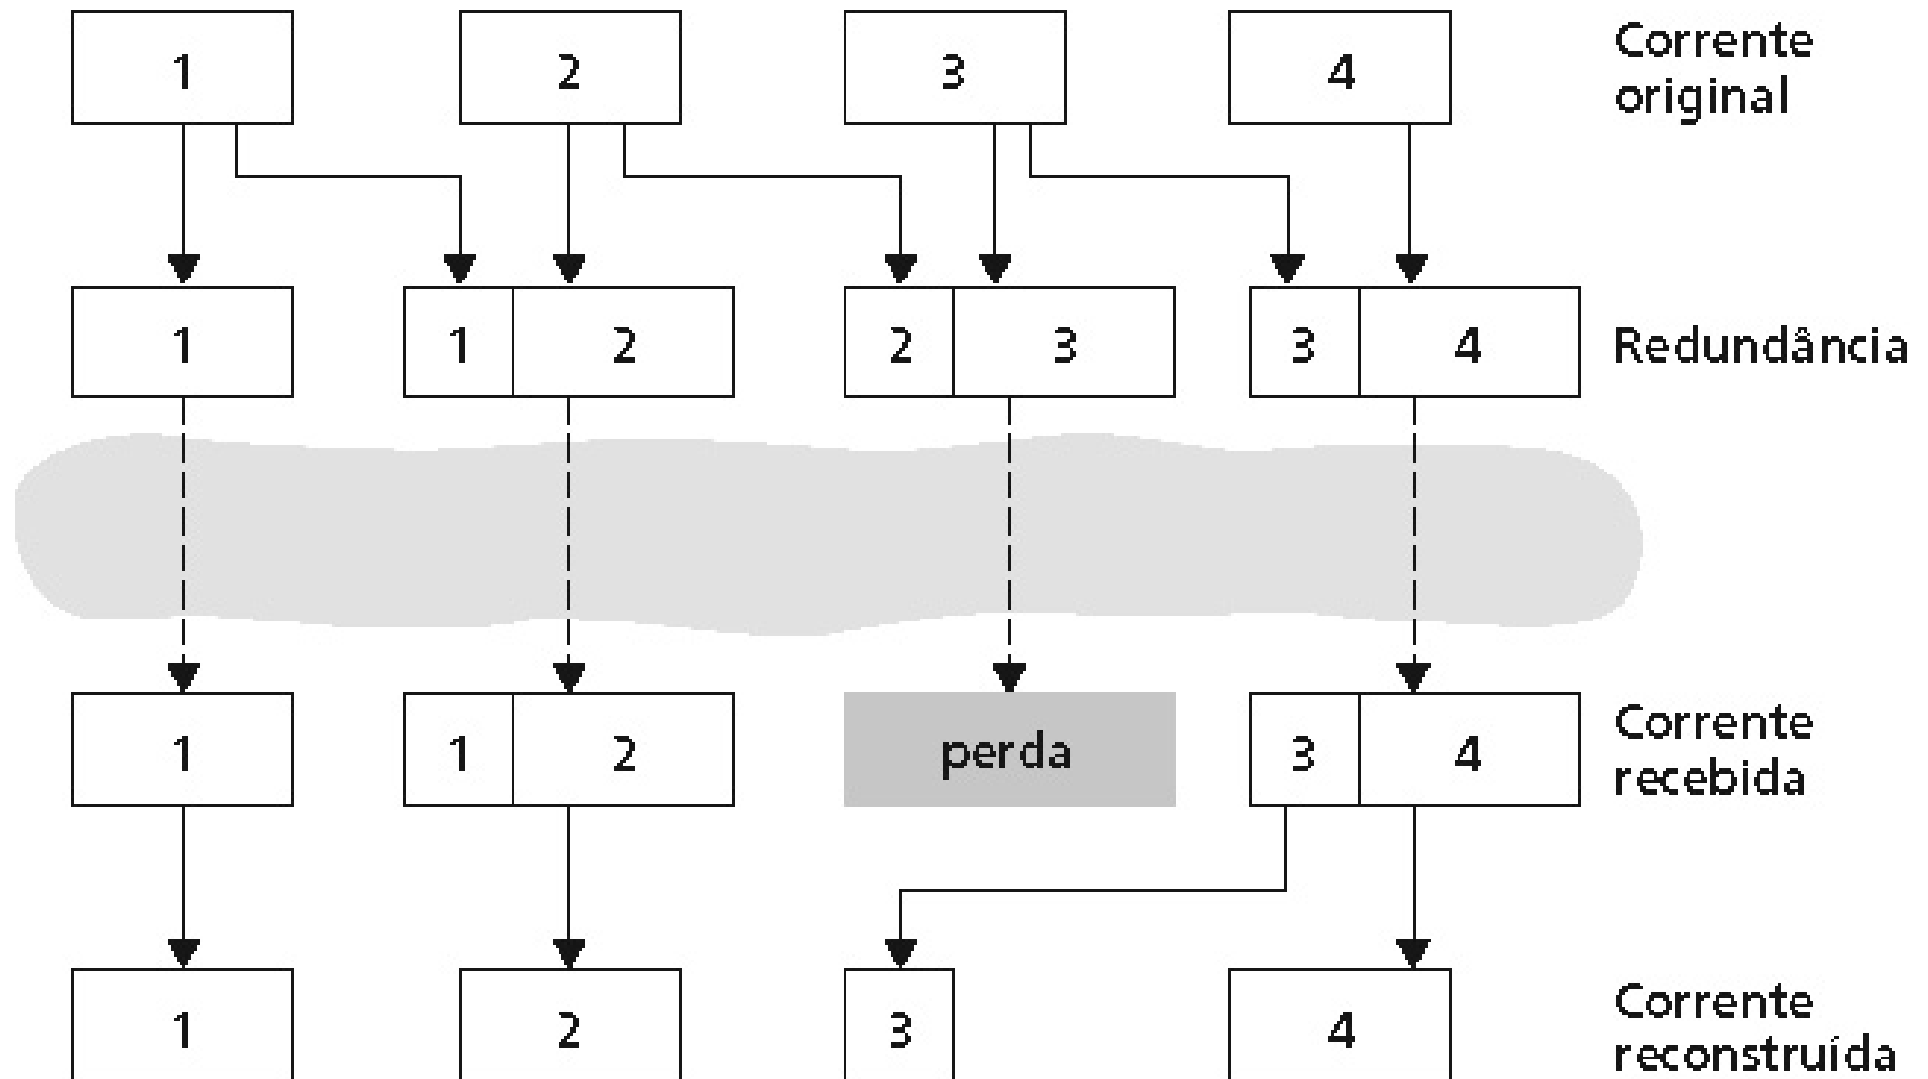 1 2 3 4 Corrente
original
1 1 2 2 3 3 4 Redundância
1 1 2 perda 3 4 Corrente
recebida
1 2 3 4 Corrente
reconstruída